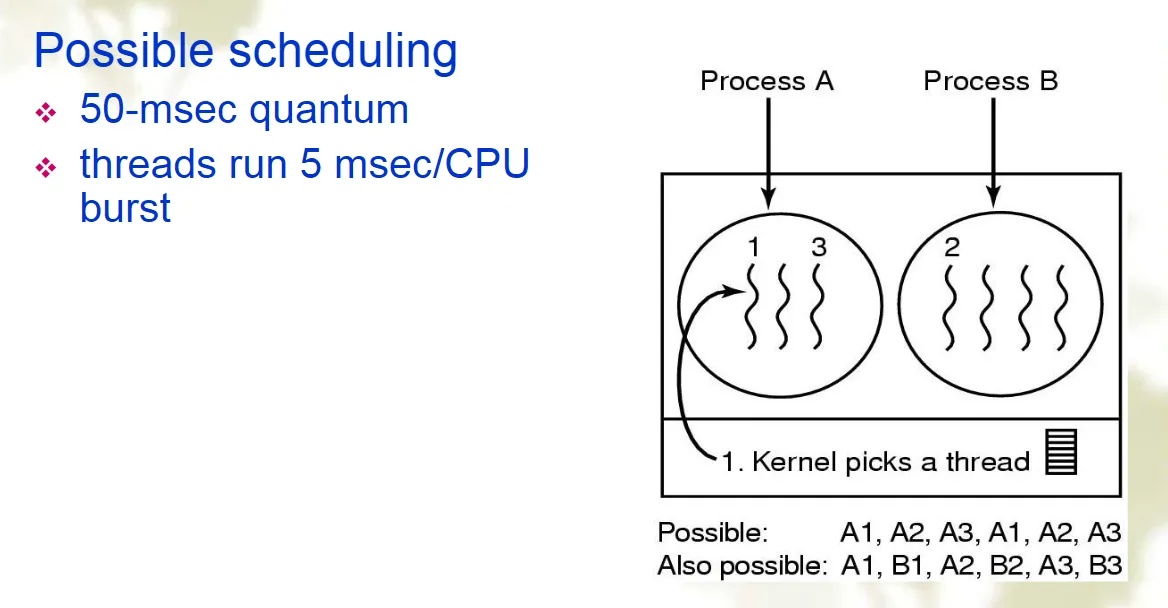 Possible scheduling
50-msec quantum
threads run 5 msec/CPU
burst
Process A
Process B
1 3
2
1. Kernel picks a thread
Possible: A1, A2, A3, A1, A2, A3
Also possible: A1, B1, A2, B2, A3, B3